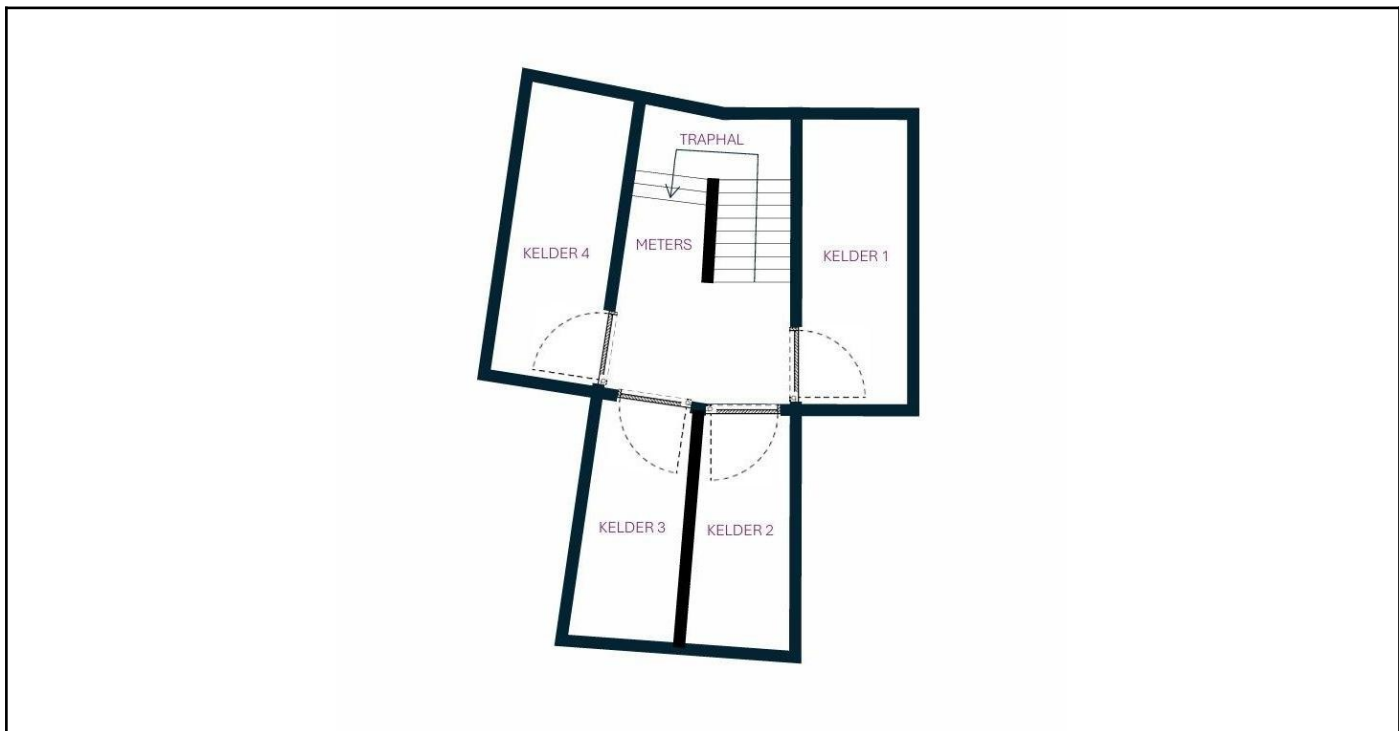 TRAPHAL
METERS
KELDER 4
KELDER 1
KELDER 3
KELDER 2